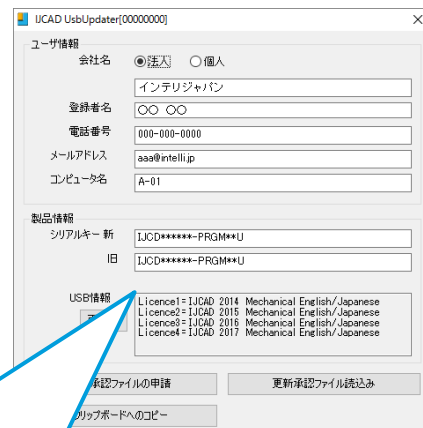 IJCAD UsbUpdater[00000000]
ユーザ情報
会社名 法人 個人
インテリジャパン
登録者名 ○○ ○○
電話番号 000-000-0000
メールアドレス aaa@intelli.jp
コンピュータ名 A-01
製品情報
シリアルキー 新 IJCD******-PRGM**U
旧 IJCD******-PRGM**U
USB情報
Licence1=IJCAD 2014 Mechanical English/Japanese
Licence2=IJCAD 2015 Mechanical English/Japanese
Licence3=IJCAD 2016 Mechanical English/Japanese
Licence4=IJCAD 2017 Mechanical English/Japanese
承認ファイルの申請 更新承認ファイル読込み
リップボードへのコピー